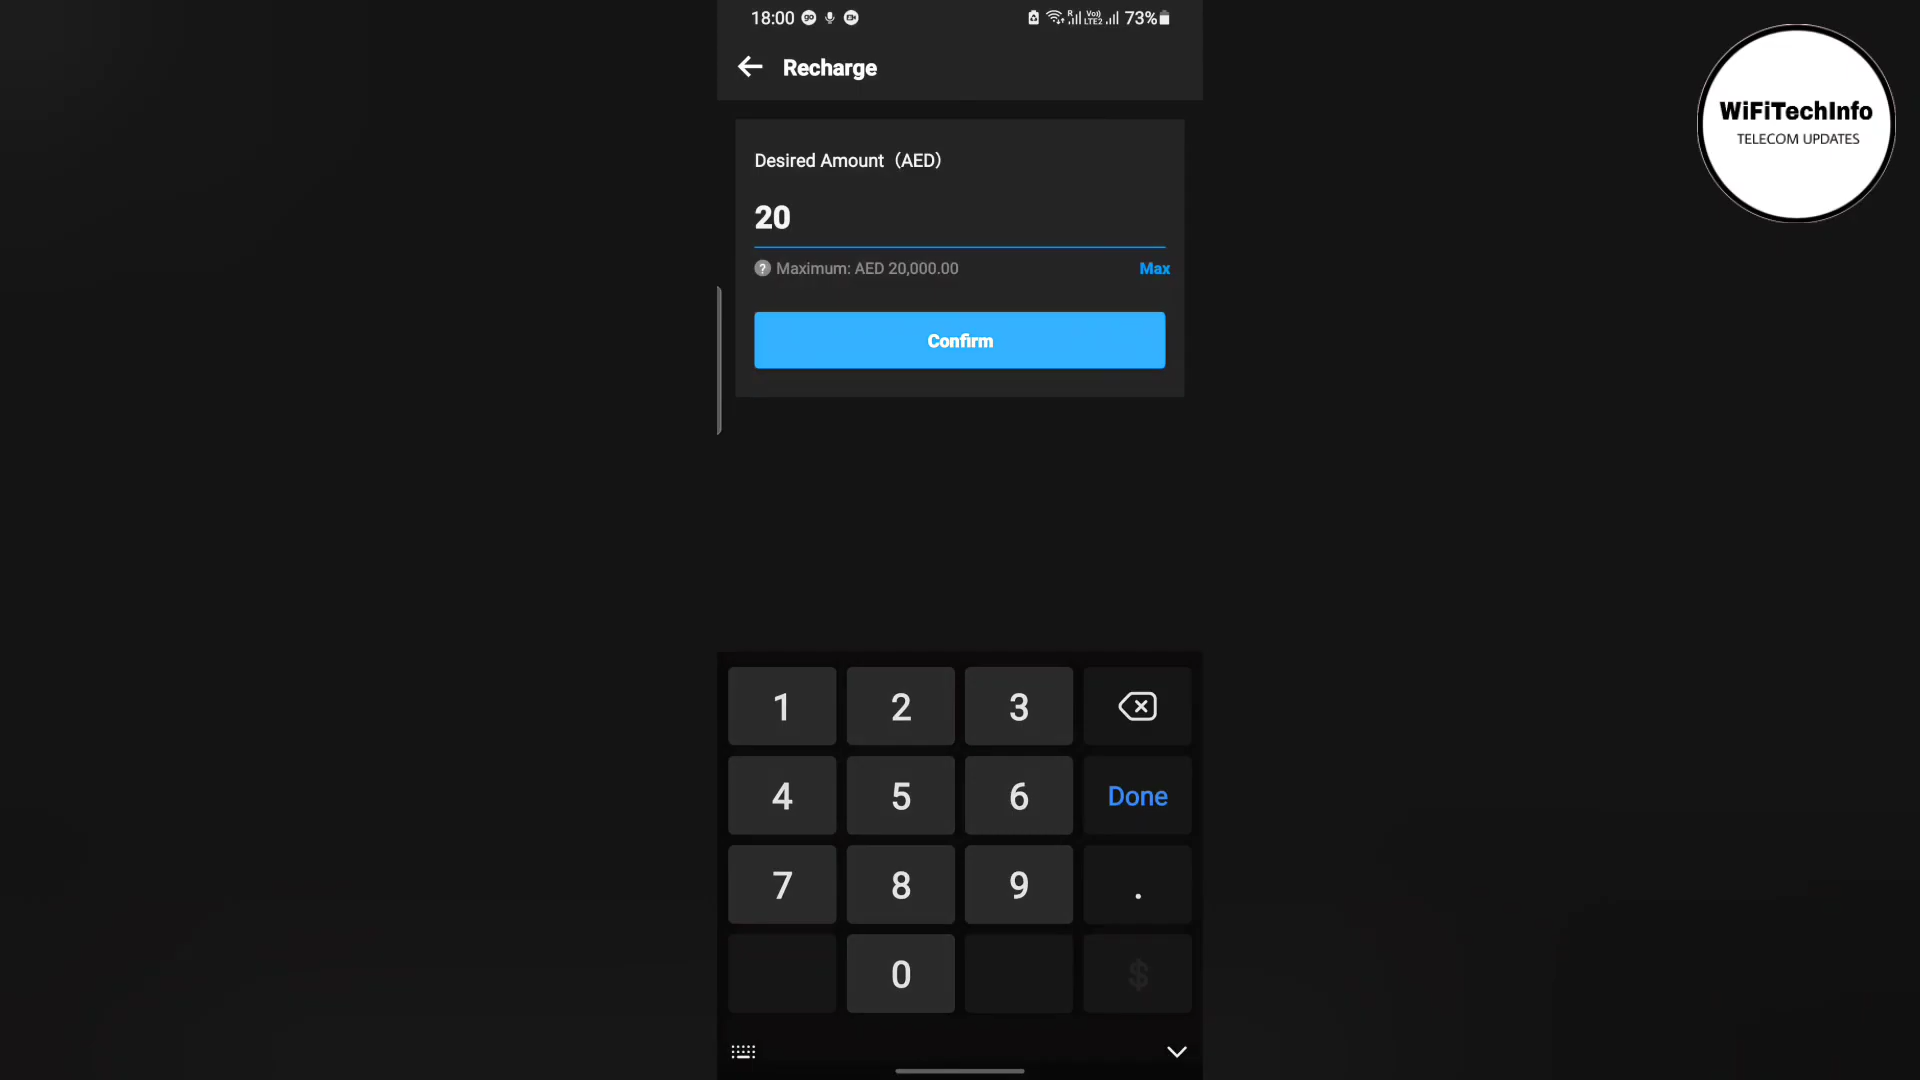 18:00
LTE2 73%
Recharge
WiFiTechInfo
TELECOM UPDATES
Desired Amount (AED)
20
? Maximum: AED 20,000.00 Max
Confirm
1 2 3
4 5 6 Done
7 8 9 .
0 $